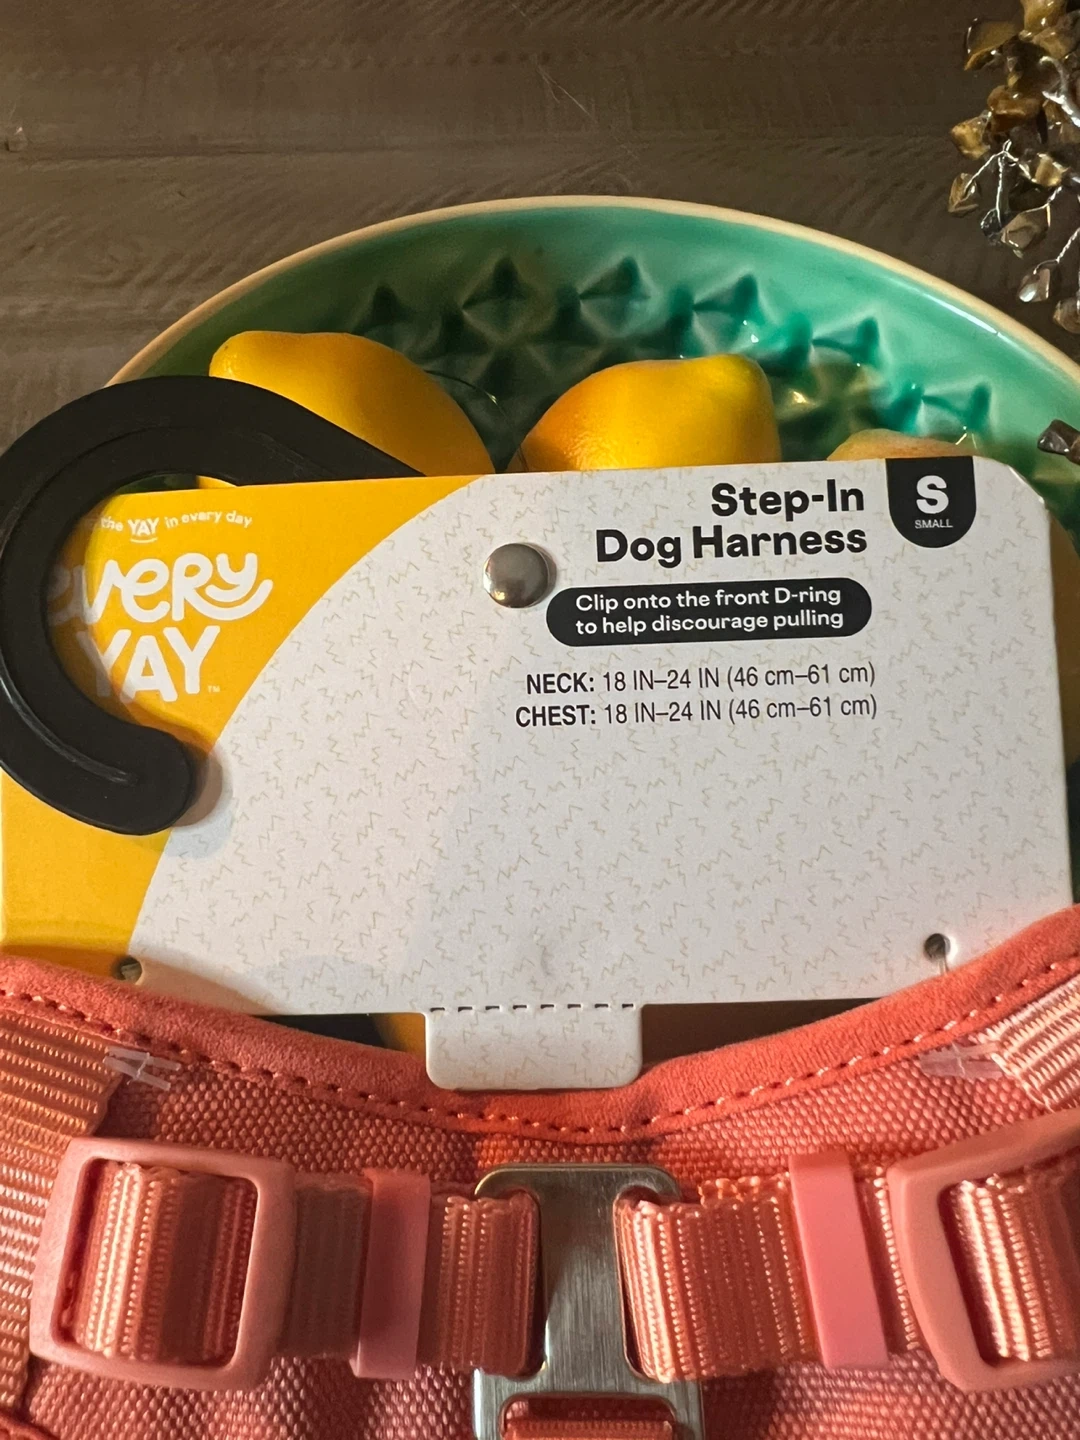 the YAY in every day
every
YAY
™
Step-In
Dog Harness
S
SMALL
Clip onto the front D-ring
to help discourage pulling
NECK: 18 IN–24 IN (46 cm–61 cm)
CHEST: 18 IN–24 IN (46 cm–61 cm)